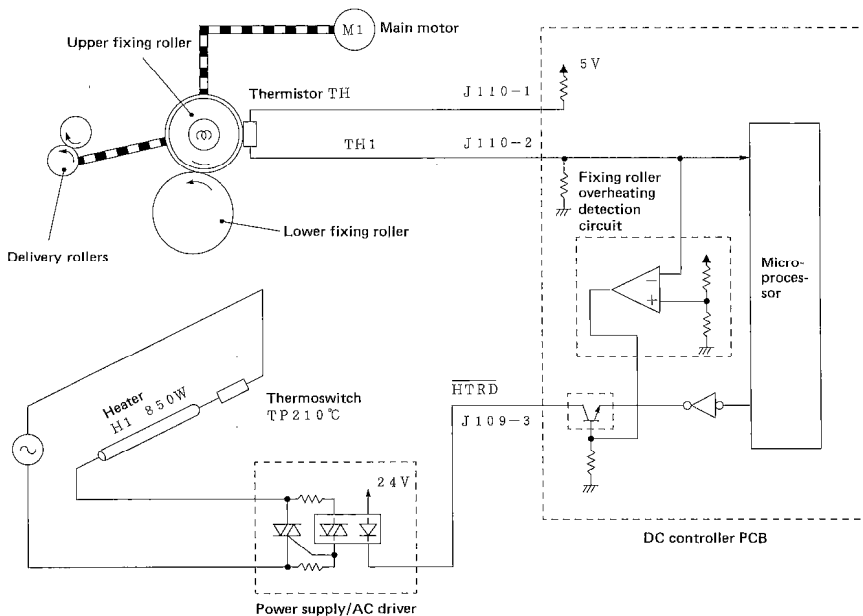 M1
Main motor
Upper fixing roller
5V
Thermistor TH
J110-1
TH1
J110-2
Fixing roller
overheating
detection
circuit
Lower fixing roller
Delivery rollers
Micro-
proces-
sor
−
+
Heater
H1 850W
Thermoswitch
TP210℃
HTRD
J109-3
24V
DC controller PCB
Power supply/AC driver